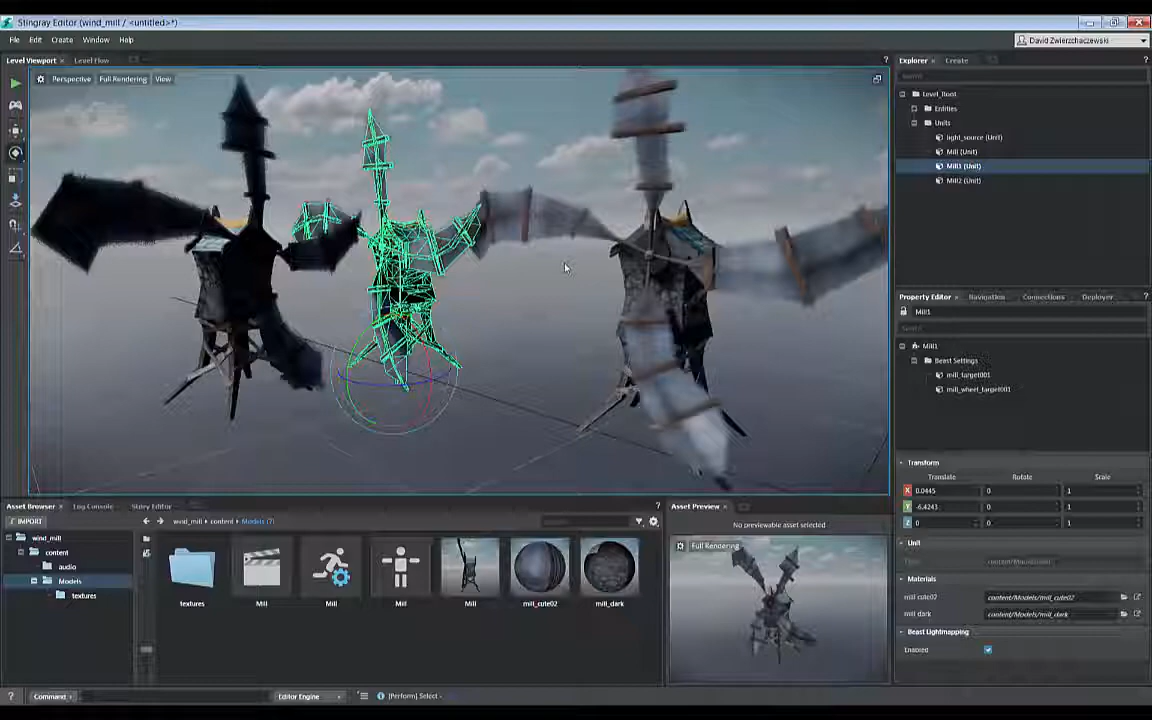 Stingray Editor (wind_mill / <untitled>*)
File Edit Create Window Help
David Zwierzchaczewski
Level Viewport × Level Flow
Perspective Full Rendering View
?
Explorer × Create
?
Level_Root
Entities
Units
light_source (Unit)
Mill (Unit)
Mill1 (Unit)
Mill2 (Unit)
Property Editor × Navigation Connections Deployer ?
Mill1
Mill1
Beast Settings
mill_target001
mill_wheel_target001
Transform
Translate Rotate Scale
X 0.0445 0 1
Y -6.4243 0 1
Z 0 0 1
Unit
Materials
mill cute02 content/Models/mill_cute02
mill dark content/Models/mill_dark
Beast Lightmapping
Enabled
Asset Browser × Log Console Story Editor ?
IMPORT
wind_mill content Models (7)
wind_mill
content
audio
Models
textures
textures Mill Mill Mill Mill mill_cute02 mill_dark
Asset Preview ×
No previewable asset selected
Full Rendering
? Command Editor Engine [Perform] Select -